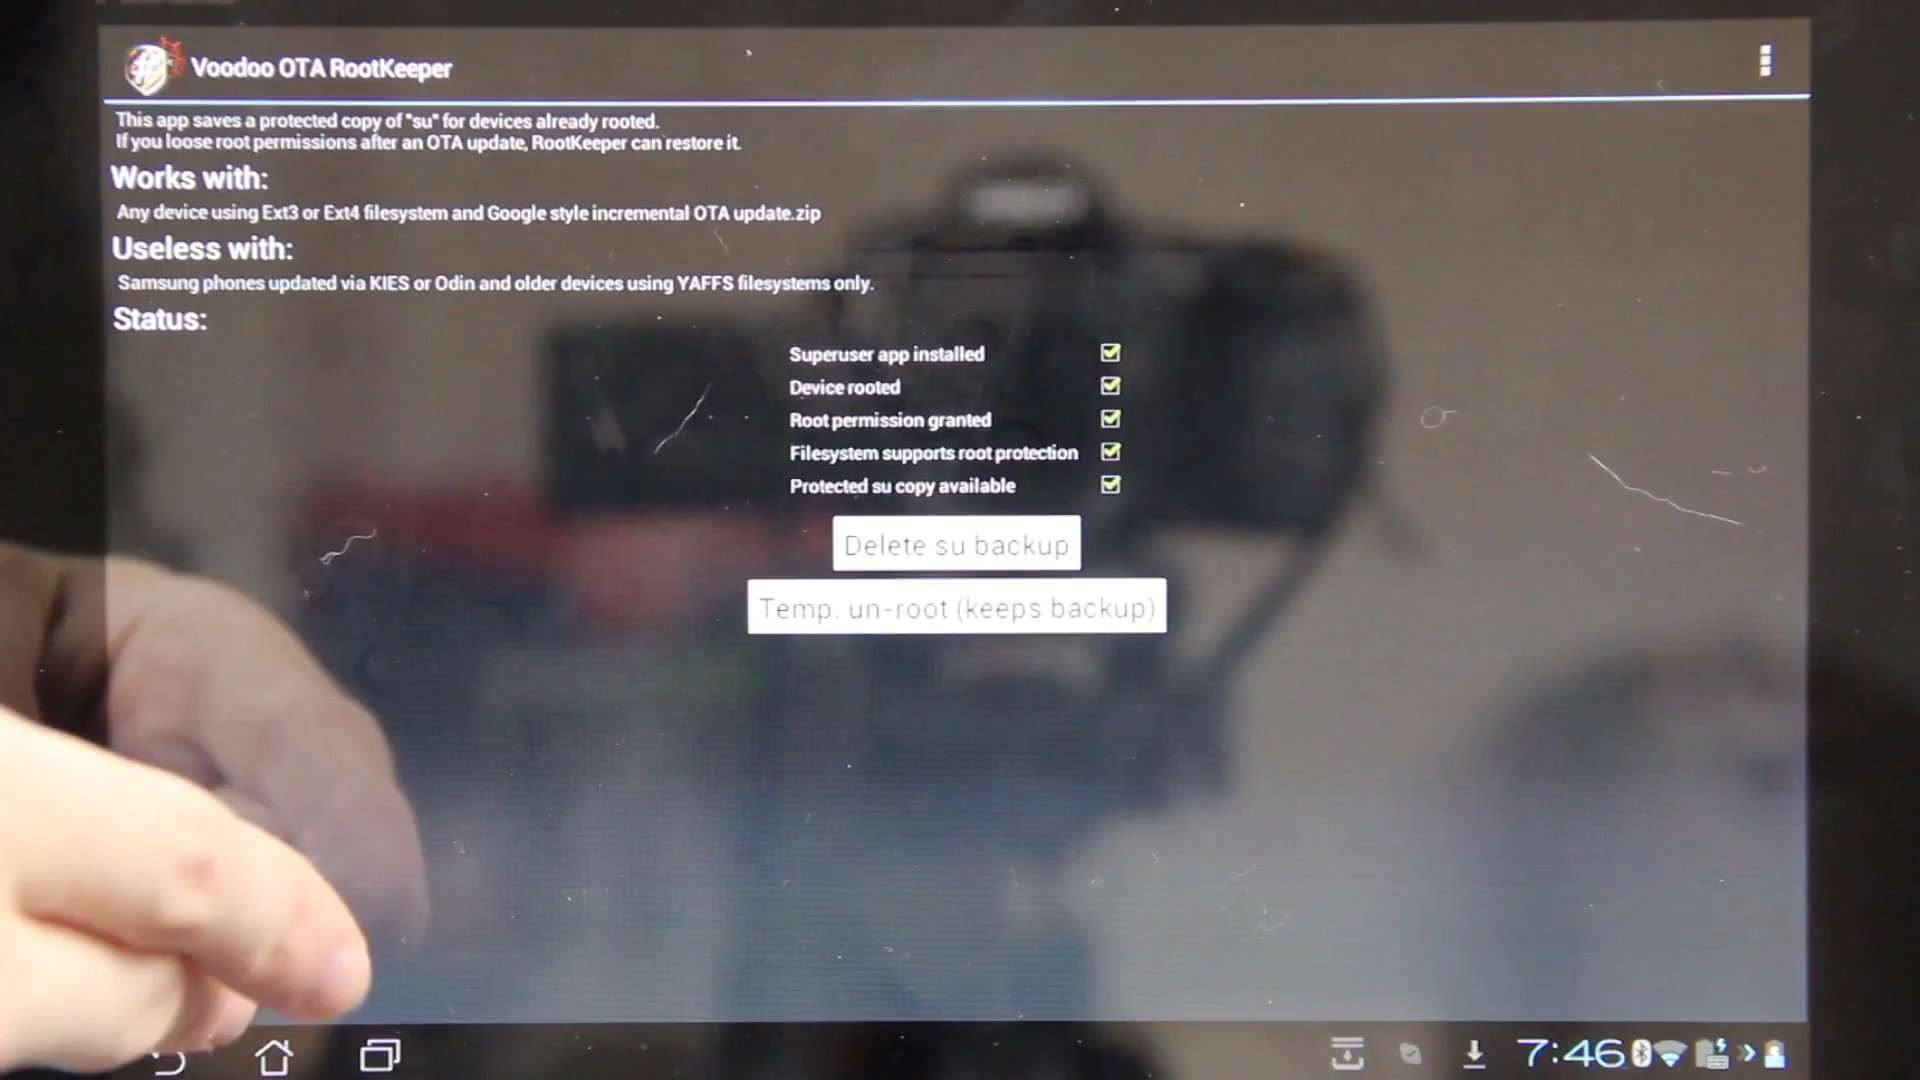 Voodoo OTA RootKeeper
This app saves a protected copy of "su" for devices already rooted.
If you loose root permissions after an OTA update, RootKeeper can restore it.
Works with:
Any device using Ext3 or Ext4 filesystem and Google style incremental OTA update.zip
Useless with:
Samsung phones updated via KIES or Odin and older devices using YAFFS filesystems only.
Status:
Superuser app installed
Device rooted
Root permission granted
Filesystem supports root protection
Protected su copy available
Delete su backup
Temp. un-root (keeps backup)
7:46